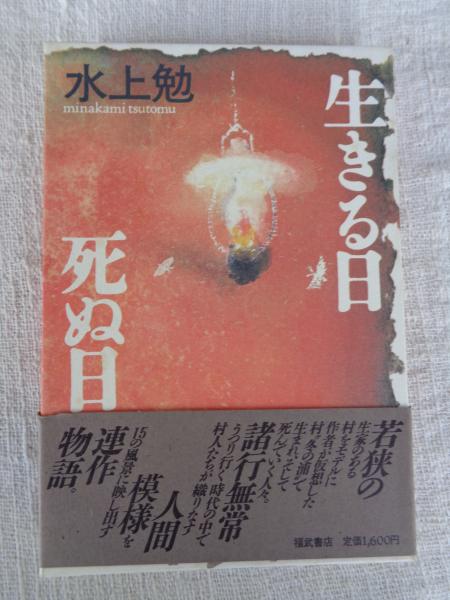 水上勉
minakami tsutomu
生きる日
死ぬ日
若狭の
生家のある
村をモデルに
作者が仮想した
村「冬の浦」で
生まれ、そして
死んでいく人々。
諸行無常
うつり行く時代の中で
村人たちが織りなす
人間
模様を
15の風景に映し出す
連作
物語。
福武書店 定価1,600円